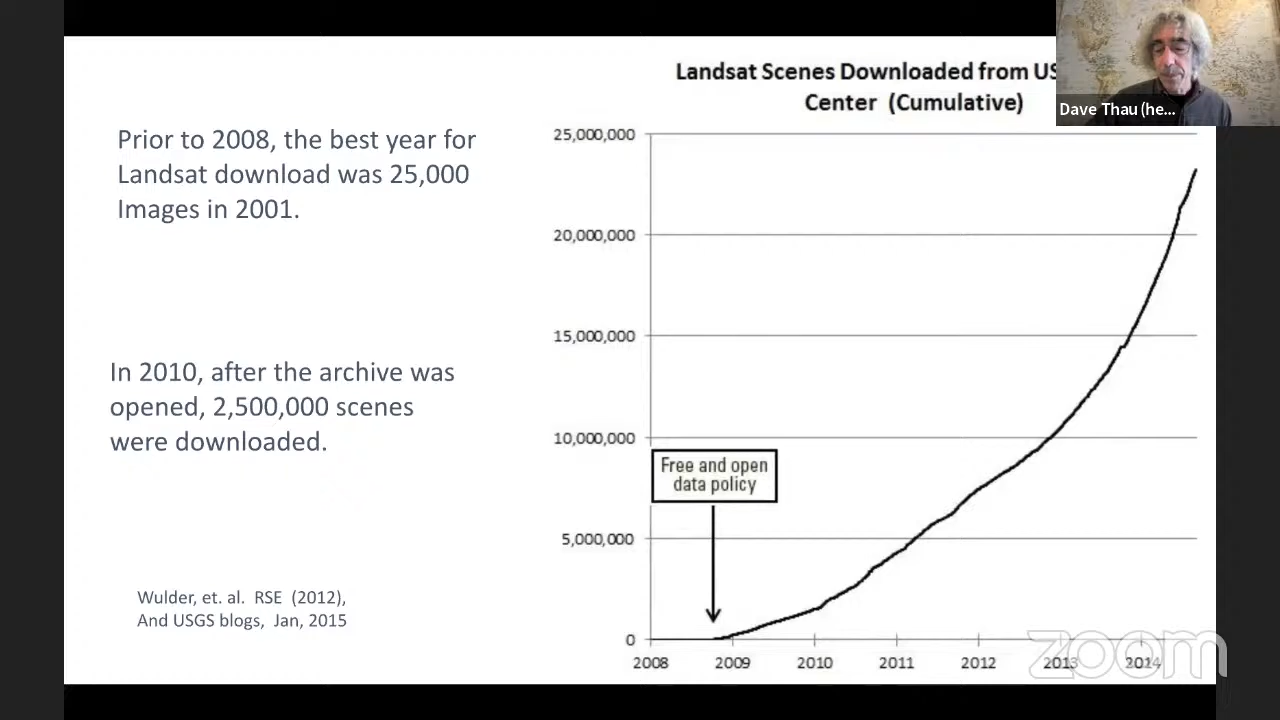 Landsat Scenes Downloaded from US
Center (Cumulative)
Dave Thau (he...
Prior to 2008, the best year for
Landsat download was 25,000
Images in 2001.
In 2010, after the archive was
opened, 2,500,000 scenes
were downloaded.
Wulder, et. al. RSE (2012),
And USGS blogs, Jan, 2015
25,000,000
20,000,000
15,000,000
10,000,000
5,000,000
0
Free and open
data policy
2008 2009 2010 2011 2012 2013 2014
zoom